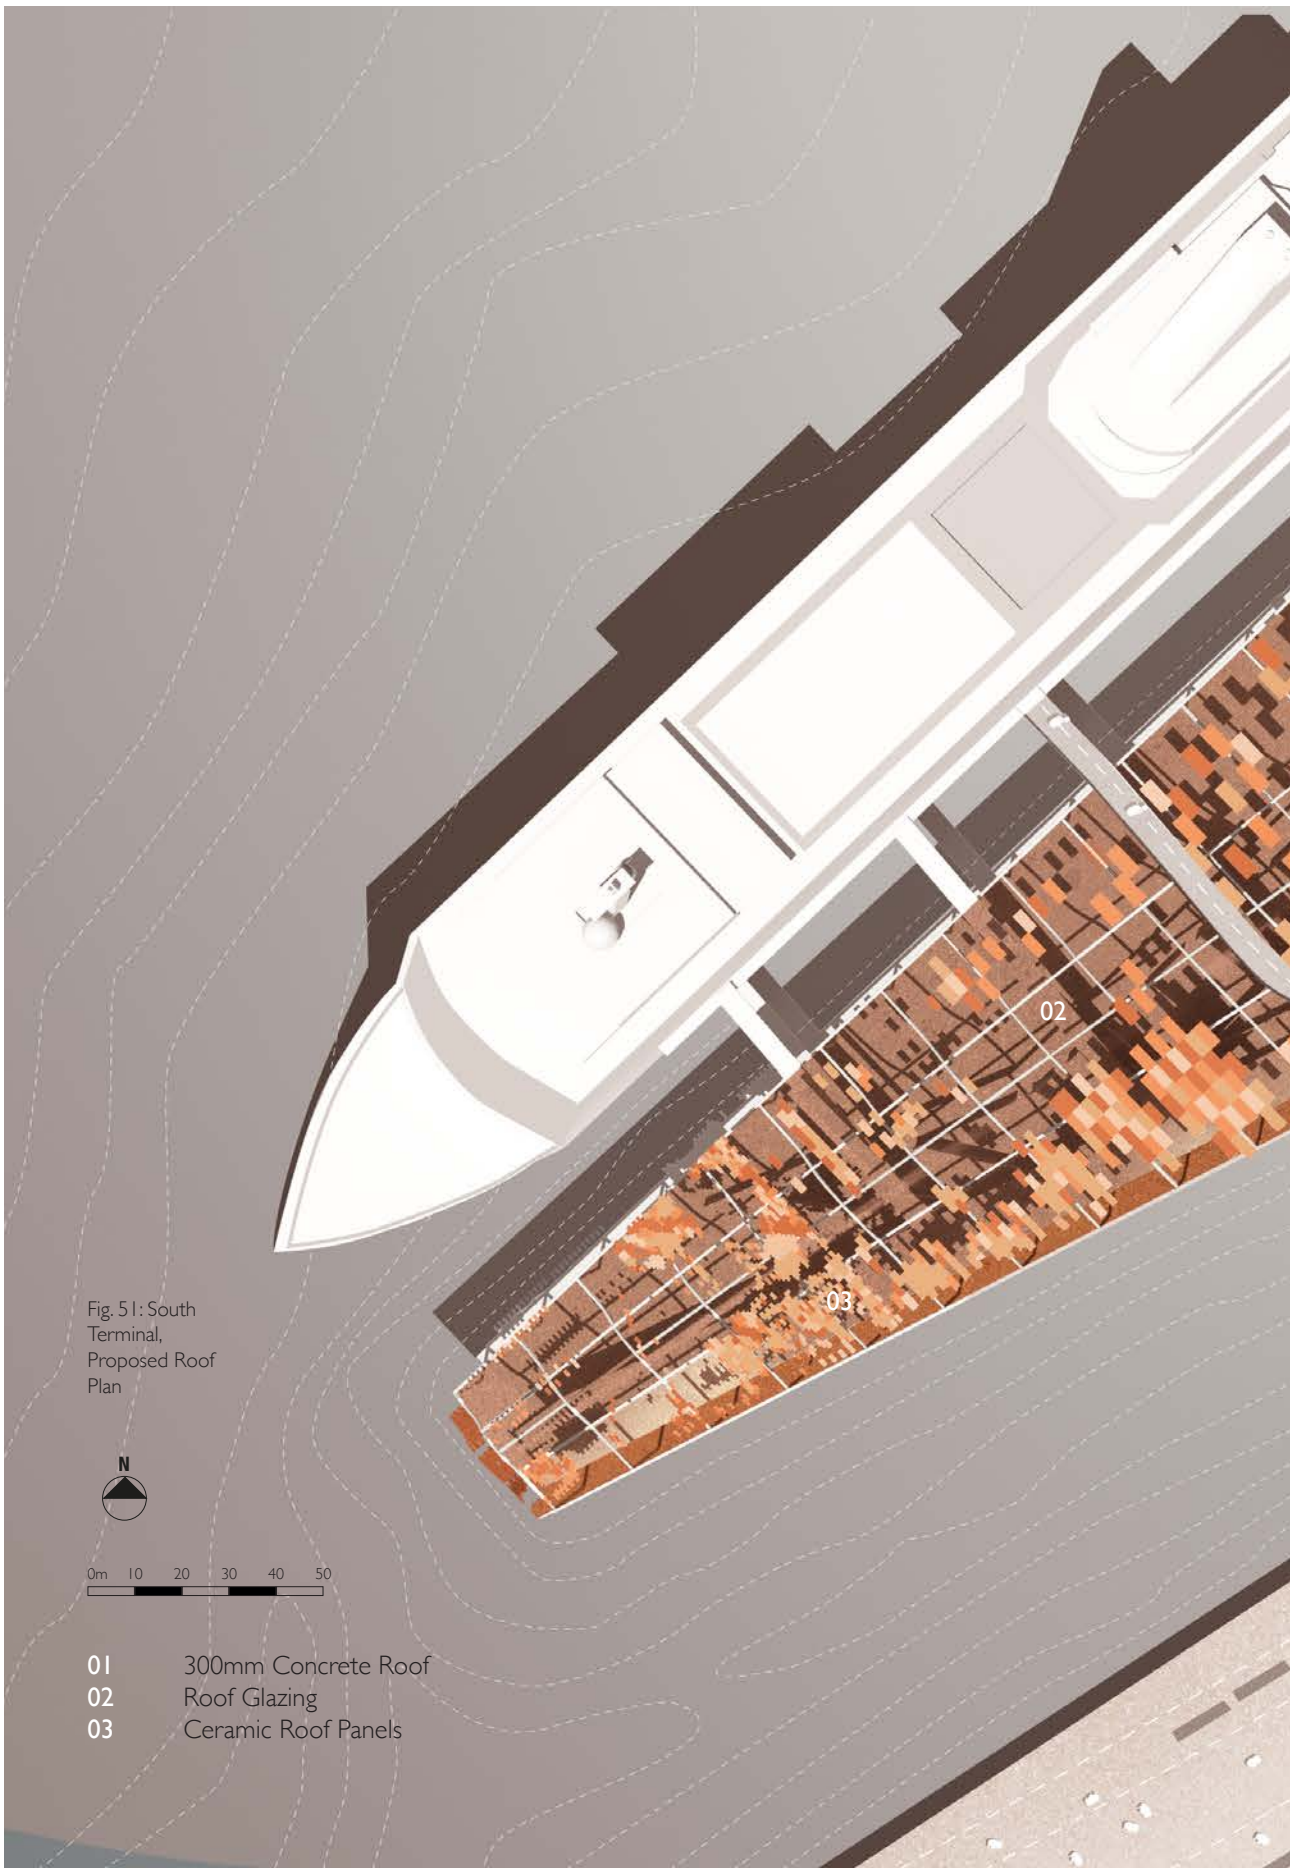 02
03
Fig. 51: South
Terminal,
Proposed Roof
Plan
N
0m 10 20 30 40 50
01 300mm Concrete Roof
02 Roof Glazing
03 Ceramic Roof Panels